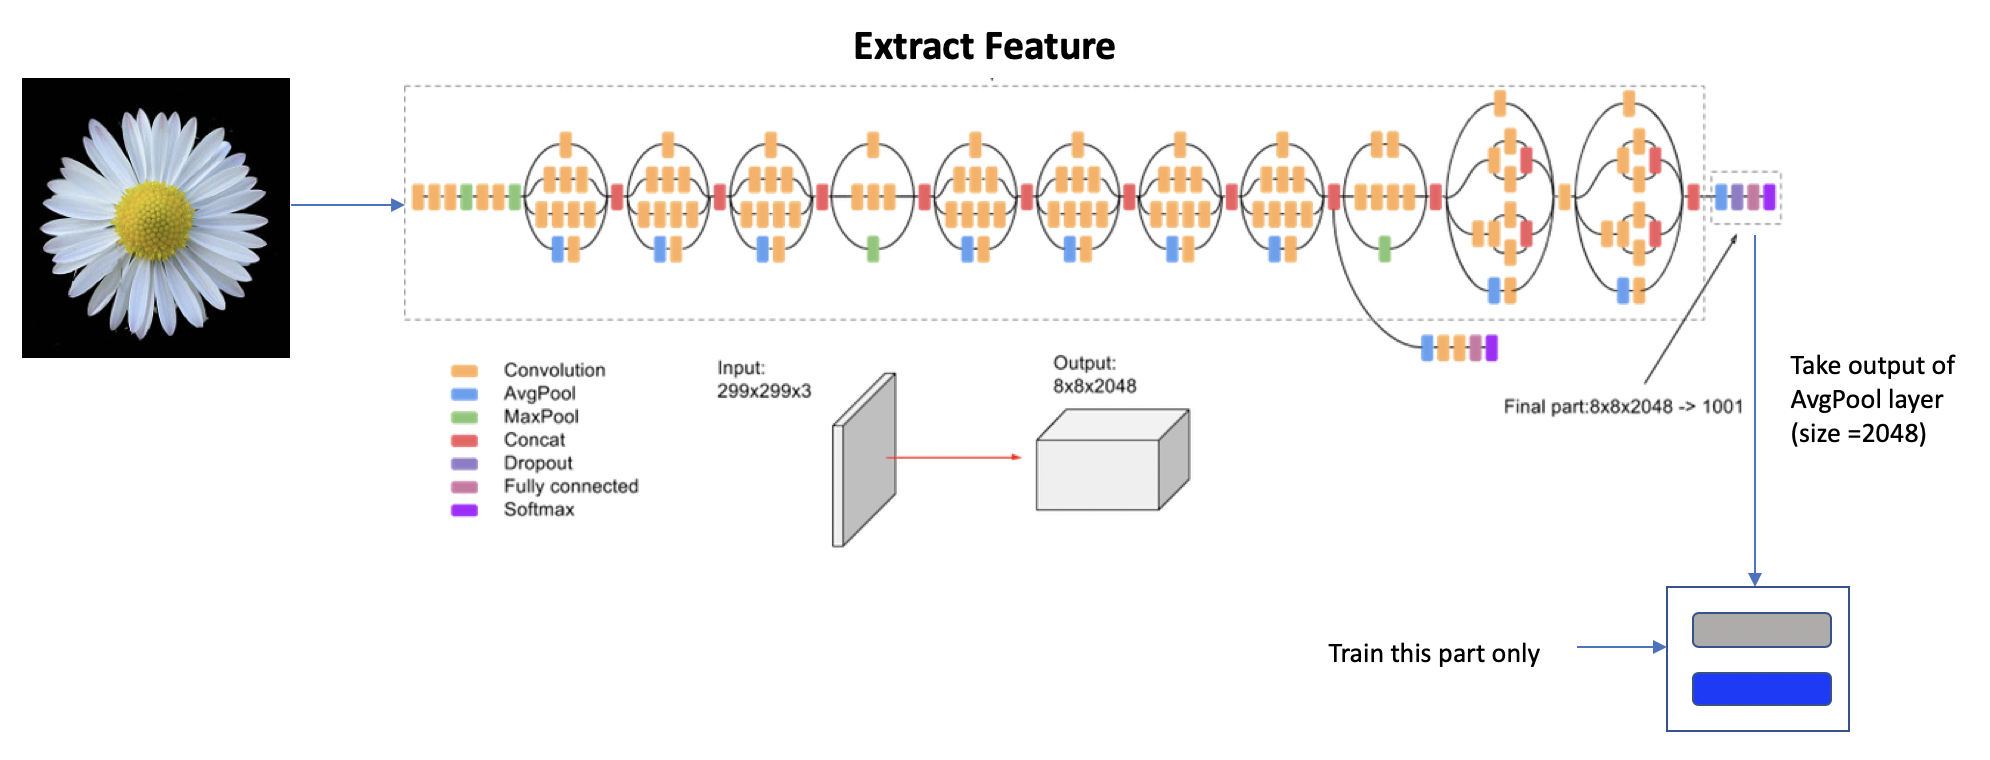 Extract Feature
Convolution
AvgPool
MaxPool
Concat
Dropout
Fully connected
Softmax
Input:
299x299x3
Output:
8x8x2048
Final part:8x8x2048 -> 1001
Take output of
AvgPool layer
(size =2048)
Train this part only